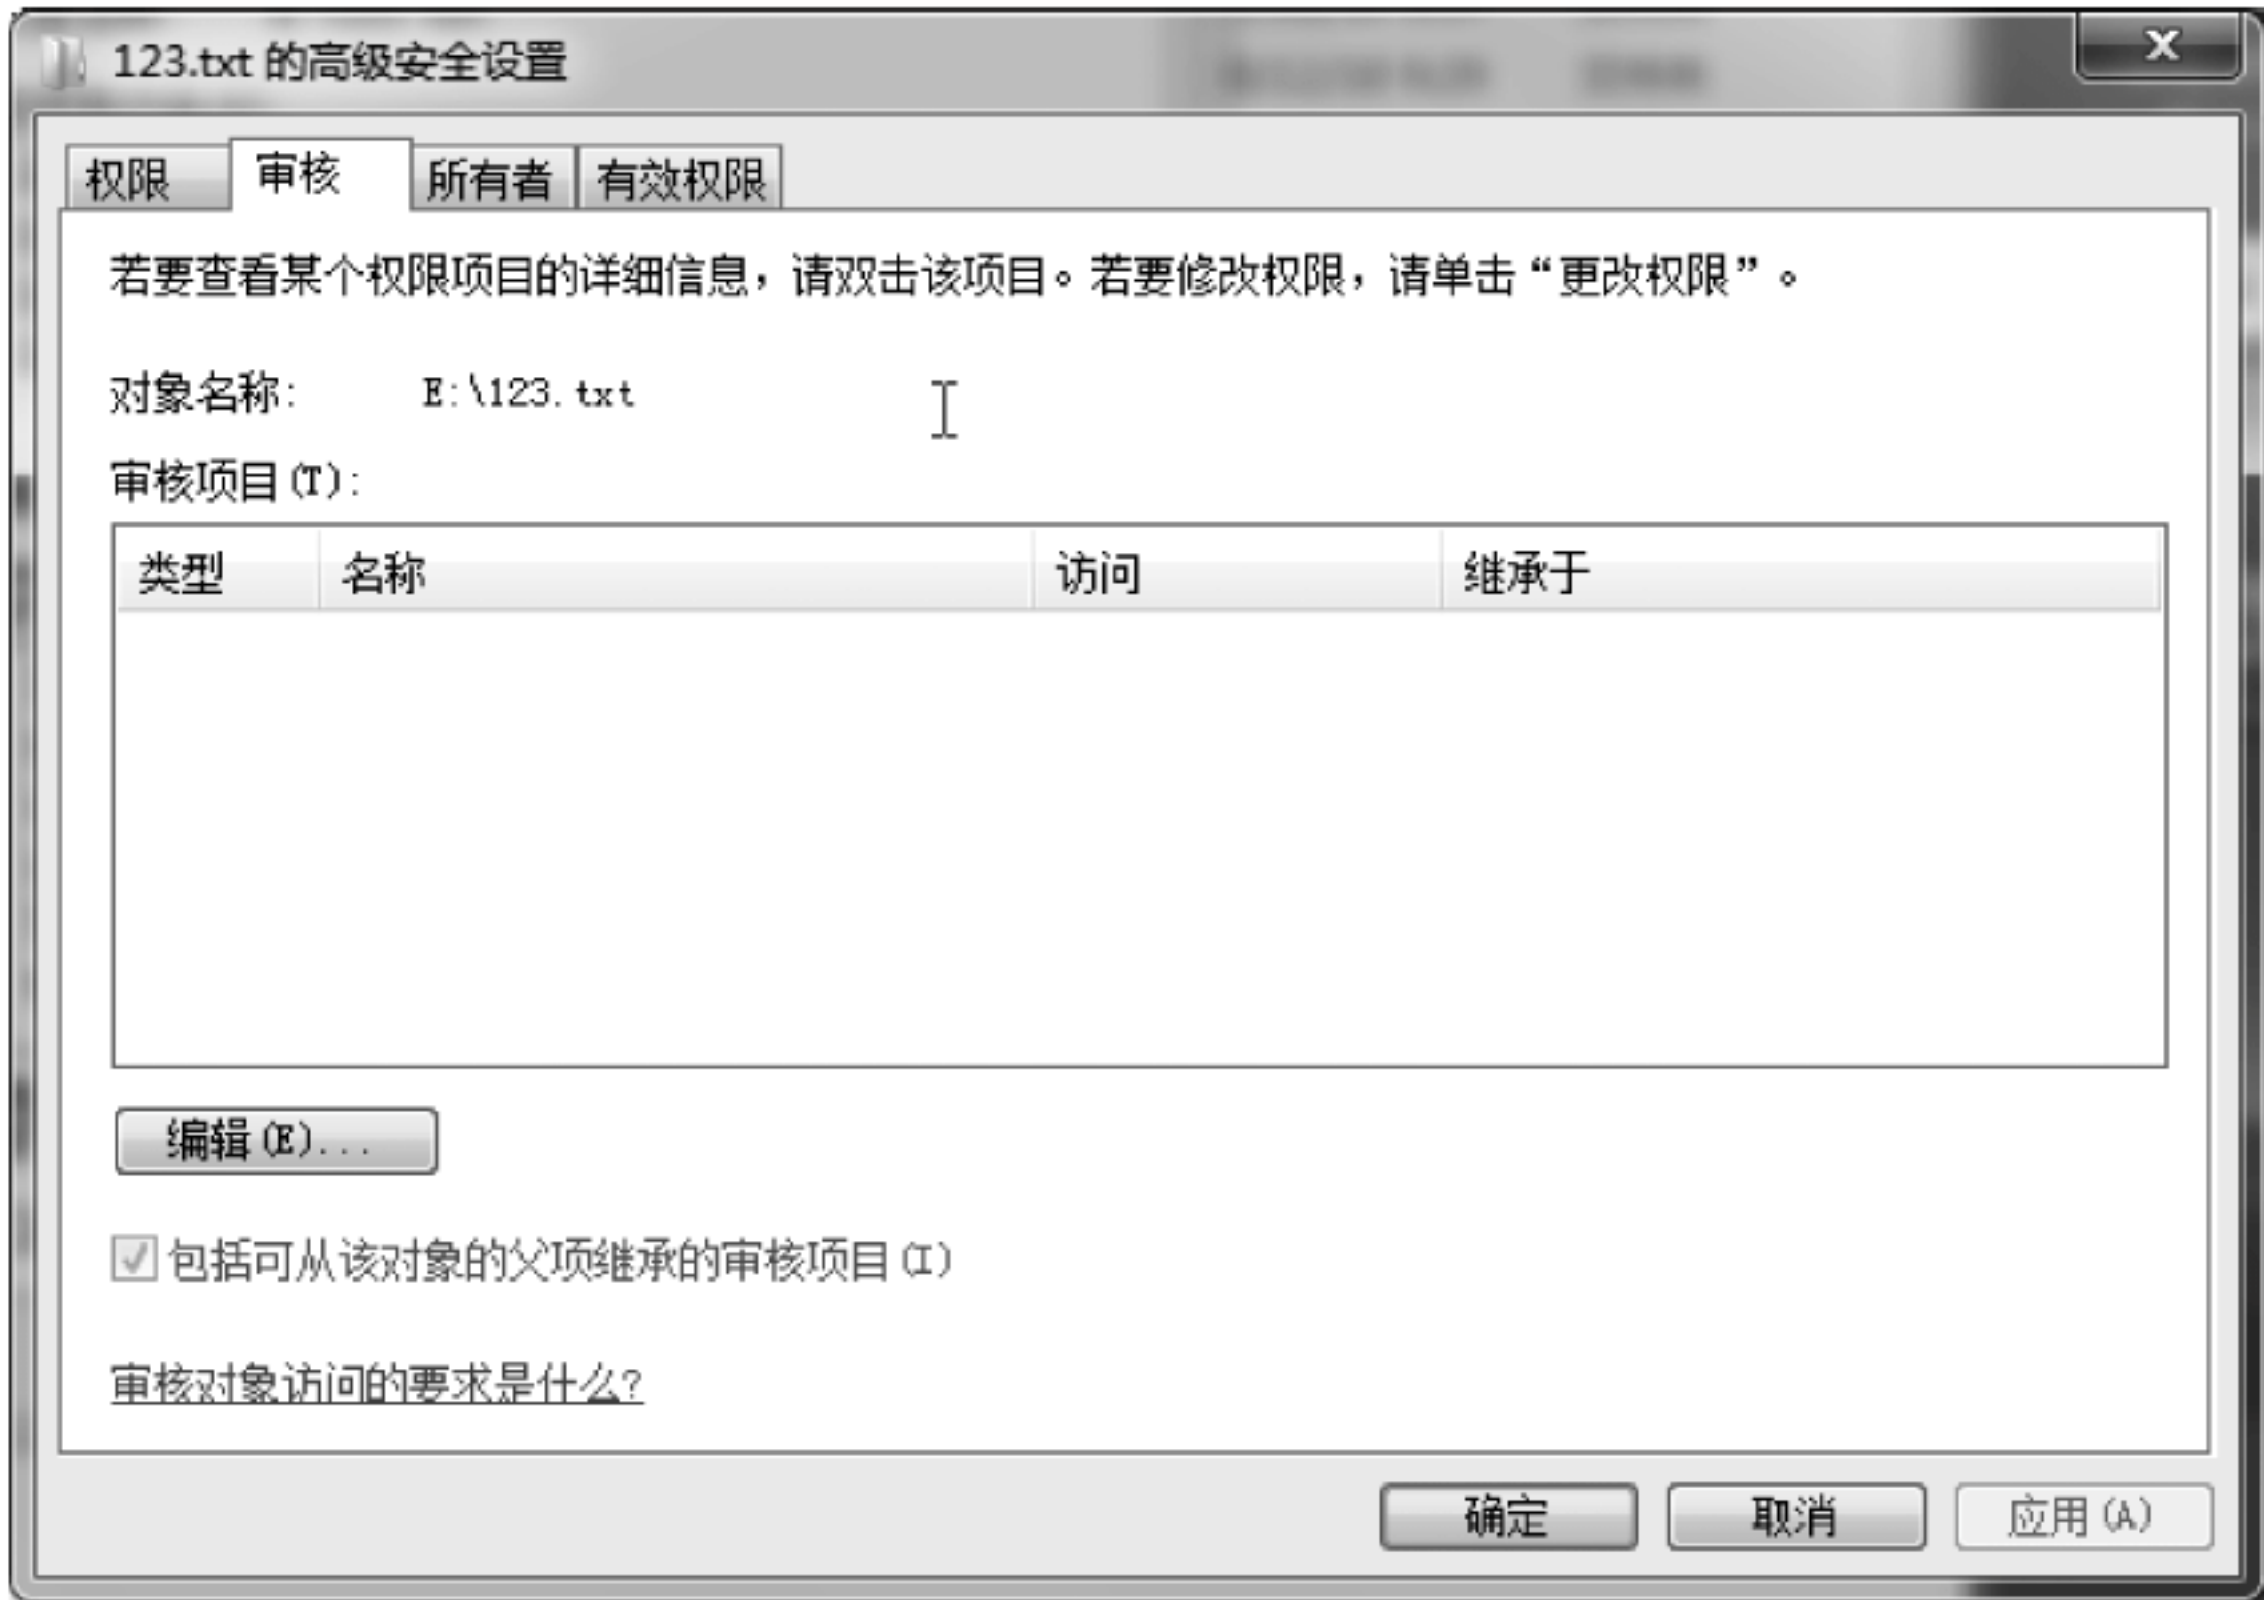 123.txt 的高级安全设置
权限 审核 所有者 有效权限
若要查看某个权限项目的详细信息，请双击该项目。若要修改权限，请单击“更改权限”。
对象名称: E:\123.txt
审核项目(T):
类型 名称 访问 继承于
编辑(E)...
包括可从该对象的父项继承的审核项目(I)
审核对象访问的要求是什么?
确定 取消 应用(A)